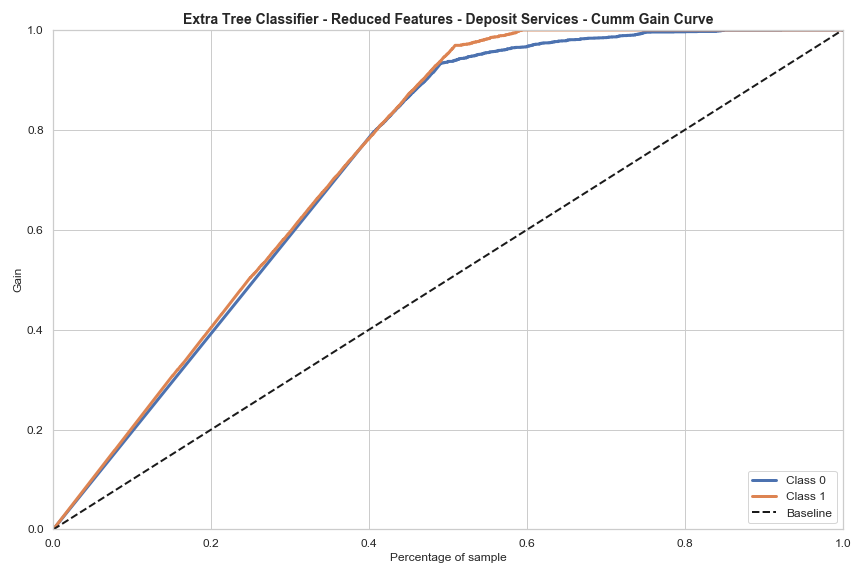 Extra Tree Classifier - Reduced Features - Deposit Services - Cumm Gain Curve
1.0
0.8
0.6
0.4
0.2
0.0
Gain
0.0 0.2 0.4 0.6 0.8 1.0
Percentage of sample
Class 0
Class 1
Baseline